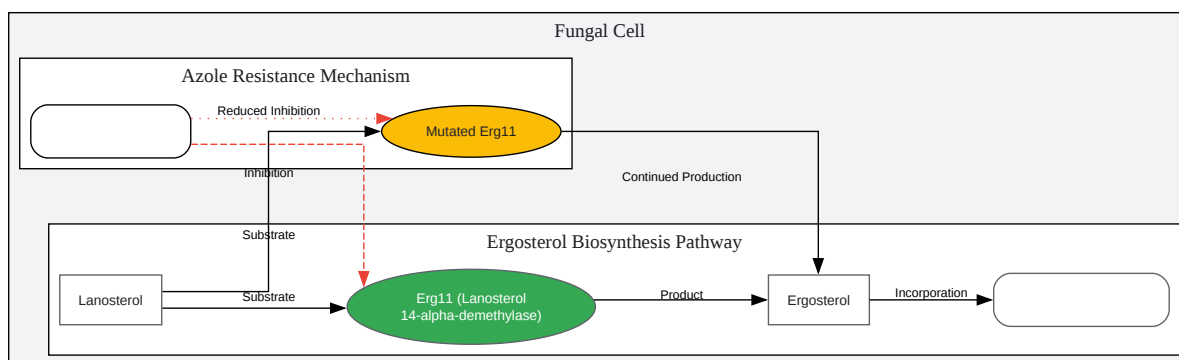 Fungal Cell
Azole Resistance Mechanism
Reduced Inhibition
Mutated Erg11
Inhibition
Continued Production
Substrate
Ergosterol Biosynthesis Pathway
Lanosterol
Substrate
Erg11 (Lanosterol
14-alpha-demethylase)
Product
Ergosterol
Incorporation